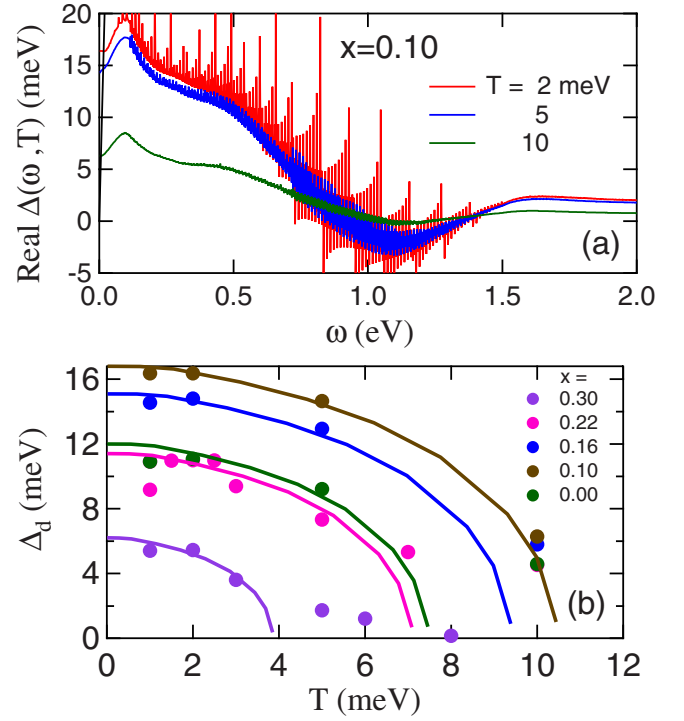 20
15
10
5
0
-5
Real Δ(ω,T) (meV)
x=0.10
T = 2 meV
5
10
(a)
0.0 0.5 1.0 1.5 2.0
ω (eV)
16
12
8
4
0
Δd (meV)
x =
0.30
0.22
0.16
0.10
0.00
(b)
0 2 4 6 8 10 12
T (meV)